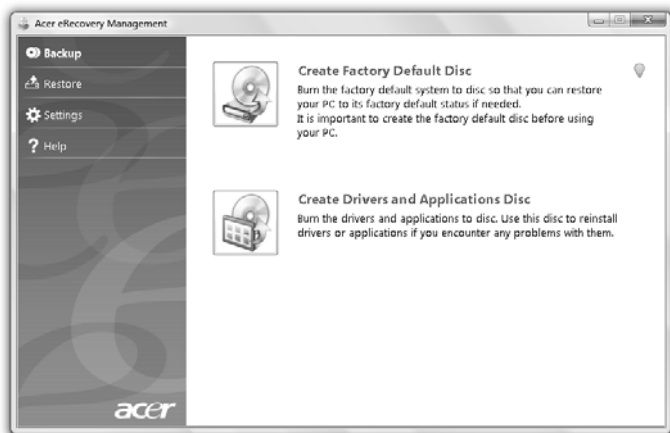 Acer eRecovery Management
Backup
Restore
Settings
? Help
Create Factory Default Disc
Burn the factory default system to disc so that you can restore
your PC to its factory default status if needed.
It is important to create the factory default disc before using
your PC.
Create Drivers and Applications Disc
Burn the drivers and applications to disc. Use this disc to reinstall
drivers or applications if you encounter any problems with them.
acer